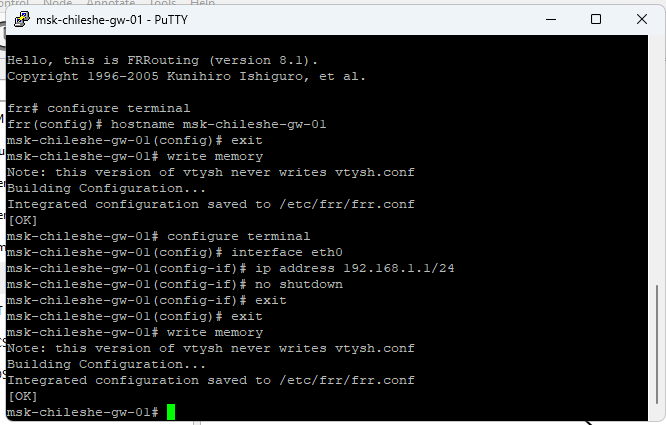 Control Node Annotate Tools Help
msk-chileshe-gw-01 - PuTTY
Hello, this is FRRouting (version 8.1).
Copyright 1996-2005 Kunihiro Ishiguro, et al.
frr# configure terminal
frr(config)# hostname msk-chileshe-gw-01
msk-chileshe-gw-01(config)# exit
msk-chileshe-gw-01# write memory
Note: this version of vtysh never writes vtysh.conf
Building Configuration...
Integrated configuration saved to /etc/frr/frr.conf
[OK]
msk-chileshe-gw-01# configure terminal
msk-chileshe-gw-01(config)# interface eth0
msk-chileshe-gw-01(config-if)# ip address 192.168.1.1/24
msk-chileshe-gw-01(config-if)# no shutdown
msk-chileshe-gw-01(config-if)# exit
msk-chileshe-gw-01(config)# exit
msk-chileshe-gw-01# write memory
Note: this version of vtysh never writes vtysh.conf
Building Configuration...
Integrated configuration saved to /etc/frr/frr.conf
[OK]
msk-chileshe-gw-01#